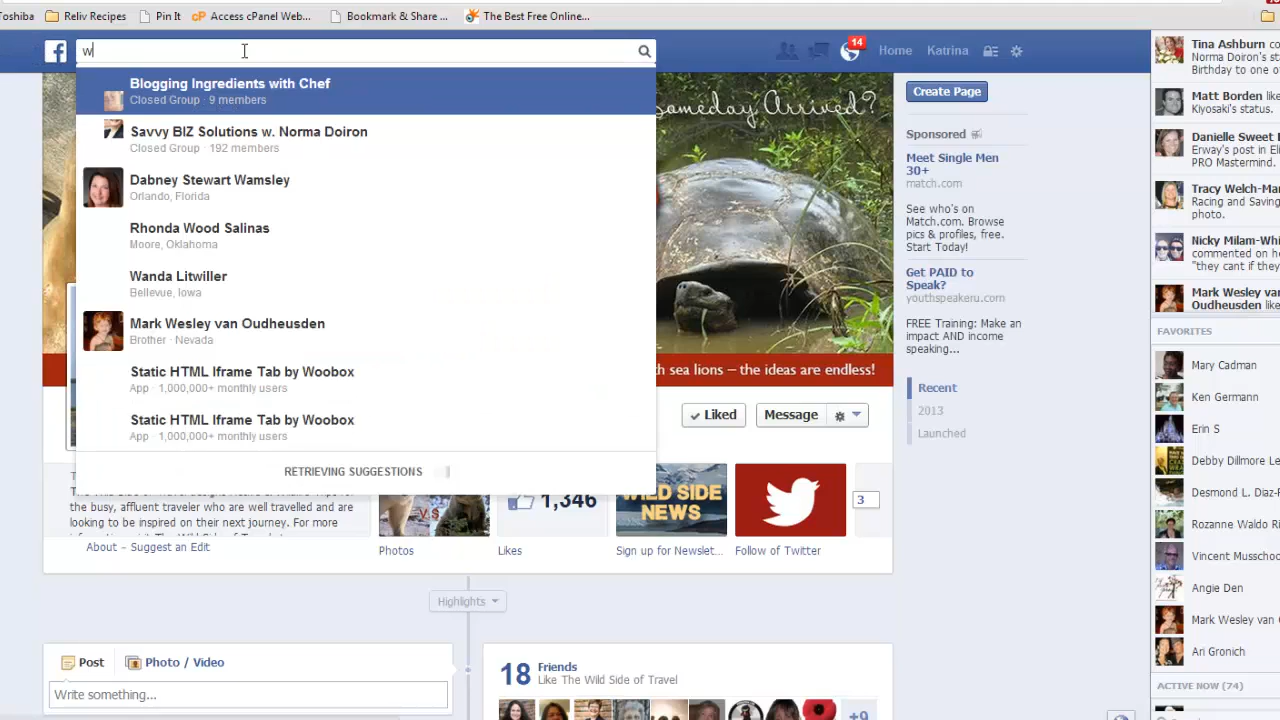 Toshiba Reliv Resources Pin It Access cPanel Web... Bookmark & Share ... The Best Free Online...
w
14
Home Katrina
Blogging Ingredients with Chef
Closed Group · 9 members
Savvy BIZ Solutions w. Norma Doiron
Closed Group · 192 members
Dabney Stewart Wamsley
Orlando, Florida
Rhonda Wood Salinas
Moore, Oklahoma
Wanda Litwiller
Bellevue, Iowa
Mark Wesley van Oudheusden
Brother · Nevada
Static HTML Iframe Tab by Woobox
App · 1,000,000+ monthly users
Static HTML Iframe Tab by Woobox
App · 1,000,000+ monthly users
RETRIEVING SUGGESTIONS
Someday Arrived?
h sea lions – the ideas are endless!
Liked
Message
the busy, affluent traveler who are well travelled and are
looking to be inspired on their next journey. For more
About – Suggest an Edit
VS
Photos
1,346
Likes
WILD SIDE
NEWS
Sign up for Newslet...
Follow of Twitter
3
Highlights
Post
Photo / Video
Write something...
18 Friends
Like The Wild Side of Travel
+9
Create Page
Sponsored
Meet Single Men
30+
match.com
See who's on
Match.com. Browse
pics & profiles, free.
Start Today!
Get PAID to
Speak?
youthspeakeru.com
FREE Training: Make an
impact AND income
speaking...
Recent
2013
Launched
Tina Ashburn
Norma Doiron's
Birthday to one of
Matt Borden
Kyoski's status.
Danielle Sweet
Erway's post in
PRO Mastermind.
Tracy Welch-Mar
Racing and Saving
photo.
Nicky Milam-Whi
commented on
"they cant if they
Mark Wesley van
Oudheusden
FAVORITES
Mary Cadman
Ken Germann
Erin S
Debby Dillmore
Desmond L. Diaz-P
Rozanne Waldo
Vincent Musschoo
Angie Den
Mark Wesley van
Ari Gronich
ACTIVE NOW (74)